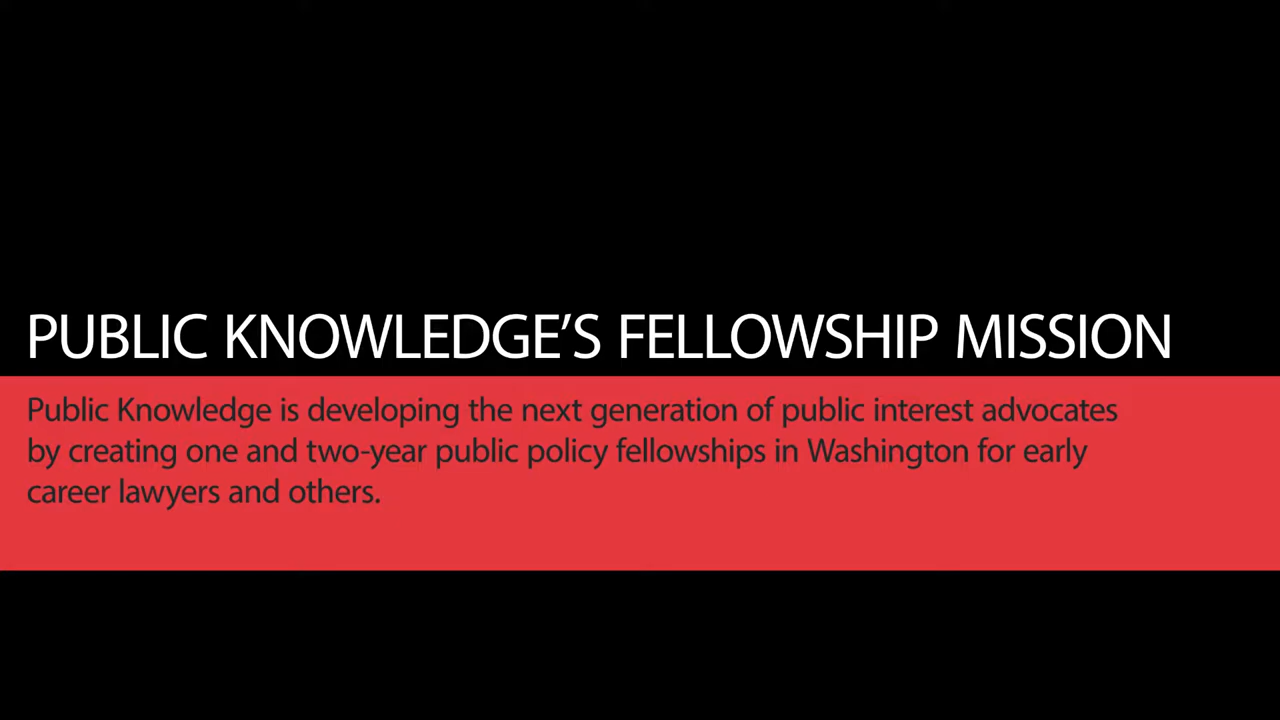 PUBLIC KNOWLEDGE’S FELLOWSHIP MISSION
Public Knowledge is developing the next generation of public interest advocates
by creating one and two-year public policy fellowships in Washington for early
career lawyers and others.